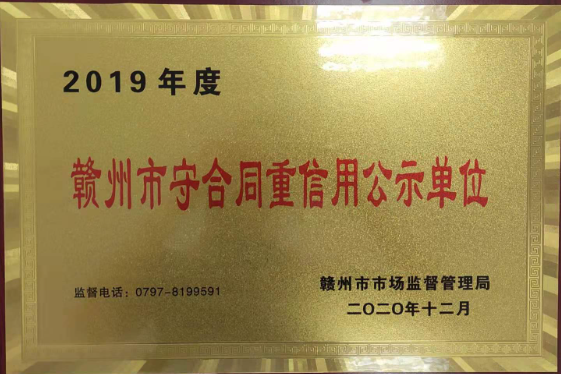 2019年度
赣州市守合同重信用公示单位
监督电话：0797-8199591
赣州市市场监督管理局
二〇二〇年十二月